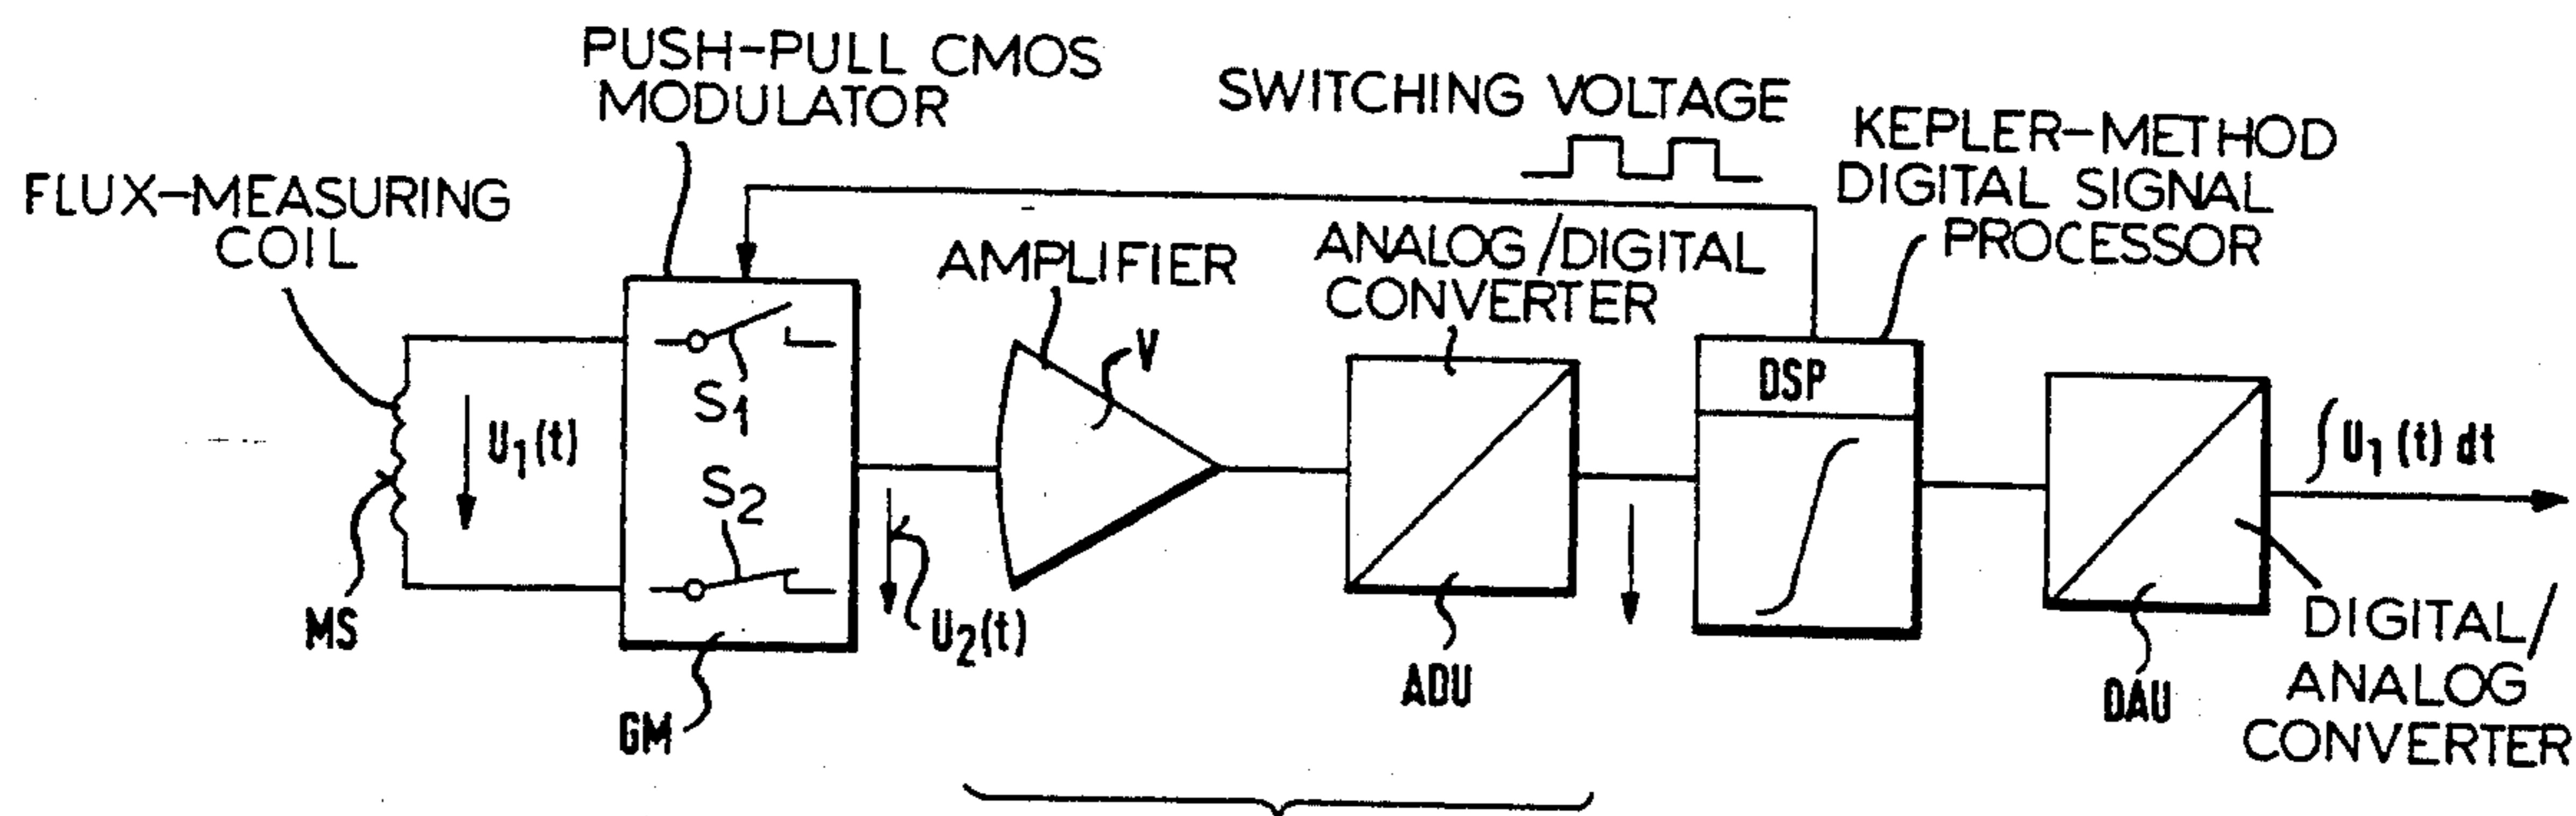 PUSH-PULL CMOS
MODULATOR
SWITCHING VOLTAGE
KEPLER-METHOD
DIGITAL SIGNAL
PROCESSOR
FLUX-MEASURING
COIL
AMPLIFIER
ANALOG/DIGITAL
CONVERTER
V
DSP
S1
U1(t)
∫U1(t) dt
S2
MS
U2(t)
GM
ADU
DAU
DIGITAL/
ANALOG
CONVERTER